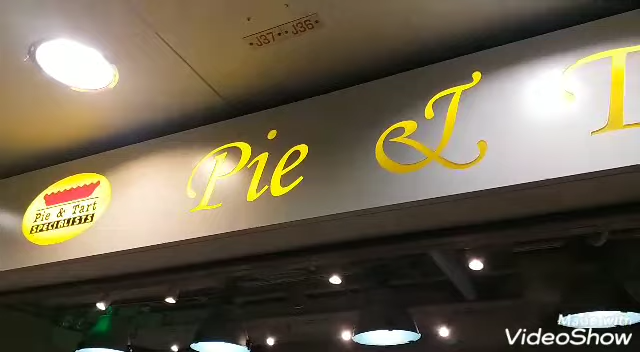 J37 J36
Pie & T
Pie & Tart
SPECIALISTS
Made with
VideoShow